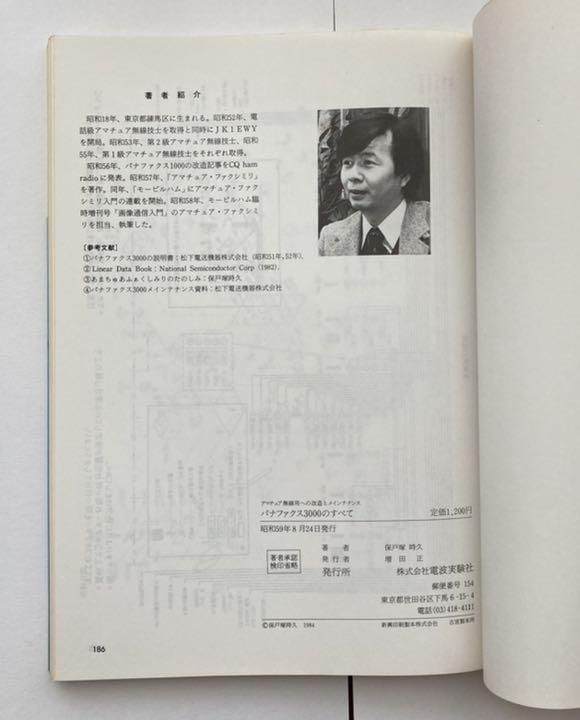 著者紹介
昭和18年、東京都練馬区に生まれる。昭和52年、電
話級アマチュア無線技士を取得と同時にＪＫ１ＥＷＹ
を開局。昭和53年、第２級アマチュア無線技士、昭和
55年、第１級アマチュア無線技士をそれぞれ取得。
昭和56年、パナファクス1000の改造記事をCQ ham
radioに発表。昭和57年、「アマチュア・ファクシミリ」
を著作。同年、「モービルハム」にアマチュア・ファク
シミリ入門の連載を開始。昭和58年、モービルハム臨
時増刊号「画像通信入門」のアマチュア・ファクシミ
リを担当、執筆した。
【参考文献】
①パナファクス3000の説明書：松下電送機器株式会社（昭和51年,52年）.
②Linear Data Book：National Semiconductor Corp（1982）.
③あまちゅあふぁくしみりのたのしみ：保戸塚時久
④パナファクス3000メインテナンス資料：松下電送機器株式会社
アマチュア無線用への改造とメインテナンス
パナファクス3000のすべて 定価1,200円
昭和59年８月24日発行
著者承認
検印省略
著者 保戸塚 時久
発行者 増田 正
発行所 株式会社電波実験社
郵便番号 154
東京都世田谷区下馬６-15-４
電話(03)418-4111
©保戸塚時久 1984 新興印刷製本株式会社 古宮製本所
186